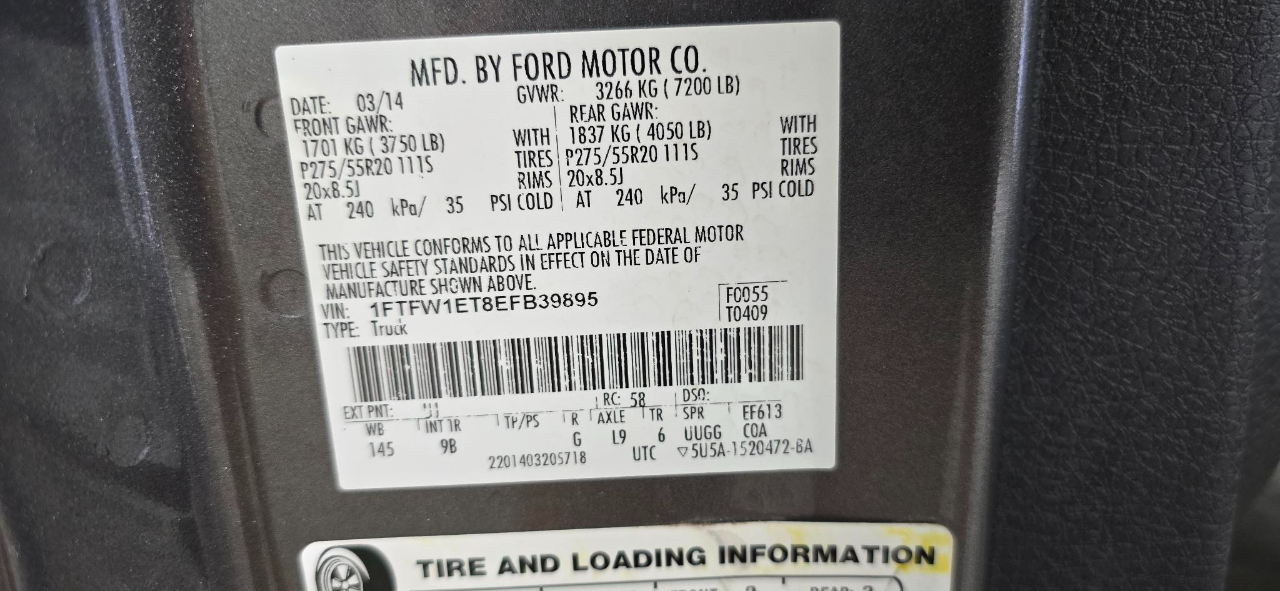 MFD. BY FORD MOTOR CO.
DATE: 03/14 GVWR: 3266 KG ( 7200 LB)
FRONT GAWR: REAR GAWR:
1701 KG ( 3750 LB) WITH 1837 KG ( 4050 LB) WITH
P275/55R20 111S TIRES P275/55R20 111S TIRES
20x8.5J RIMS 20x8.5J RIMS
AT 240 kPa/ 35 PSI COLD AT 240 kPa/ 35 PSI COLD
THIS VEHICLE CONFORMS TO ALL APPLICABLE FEDERAL MOTOR
VEHICLE SAFETY STANDARDS IN EFFECT ON THE DATE OF
MANUFACTURE SHOWN ABOVE.
VIN: 1FTFW1ET8EFB39895 F0055
TYPE: Truck T0409
EXT PNT: RC: 58 DSO:
WB INT TR TP/PS R AXLE TR SPR EF613
145 9B G L9 6 UUGG COA
2201403205718 UTC ▽5U5A-1520472-BA
TIRE AND LOADING INFORMATION